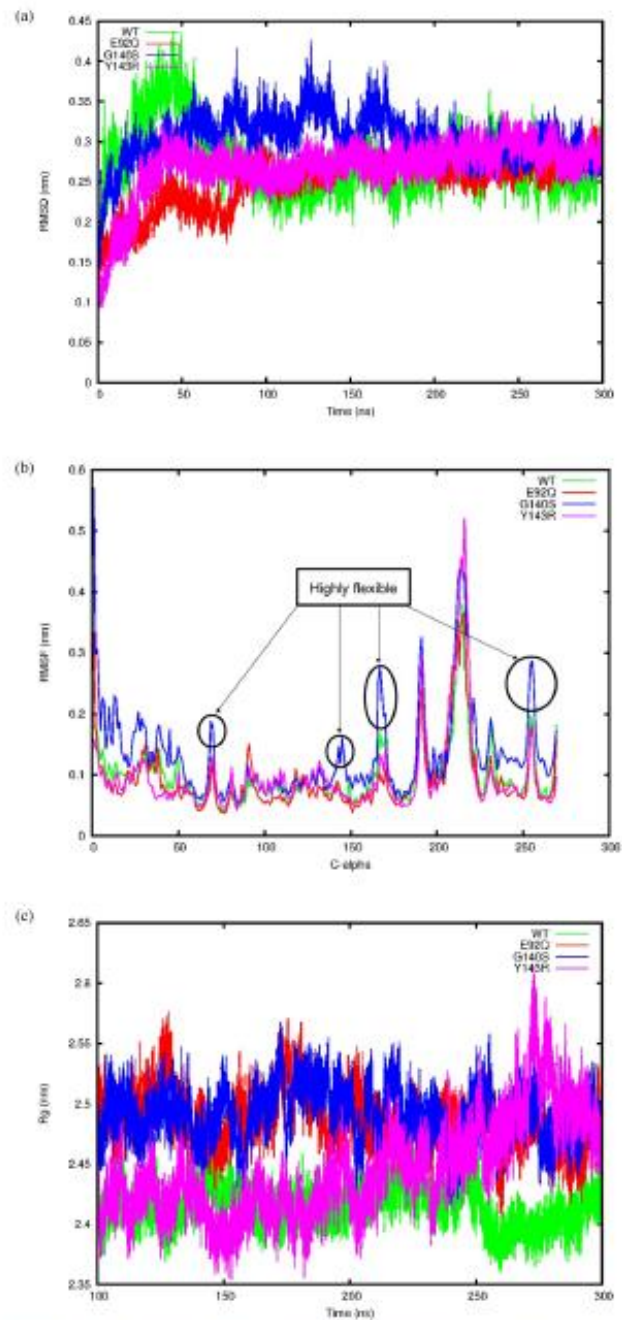 (a)
WT
E92Q
G140S
Y143R
0.45
0.4
0.35
0.3
0.25
0.2
0.15
0.1
0.05
0
RMSD (nm)
0 50 100 150 200 250 300
Time (ns)
(b)
WT
E92Q
G140S
Y143R
Highly flexible
0.6
0.5
0.4
0.3
0.2
0.1
0
RMSF (nm)
0 50 100 150 200 250 300
C-alpha
(c)
WT
E92Q
G140S
Y143R
2.65
2.6
2.55
2.5
2.45
2.4
2.35
Rg (nm)
100 150 200 250 300
Time (ns)